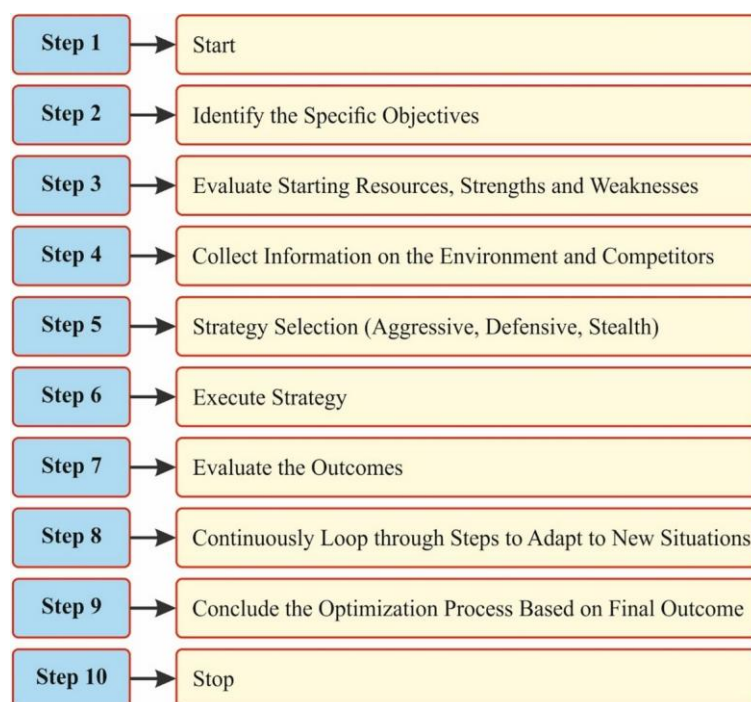 Step 1 Start
Step 2 Identify the Specific Objectives
Step 3 Evaluate Starting Resources, Strengths and Weaknesses
Step 4 Collect Information on the Environment and Competitors
Step 5 Strategy Selection (Aggressive, Defensive, Stealth)
Step 6 Execute Strategy
Step 7 Evaluate the Outcomes
Step 8 Continuously Loop through Steps to Adapt to New Situations
Step 9 Conclude the Optimization Process Based on Final Outcome
Step 10 Stop